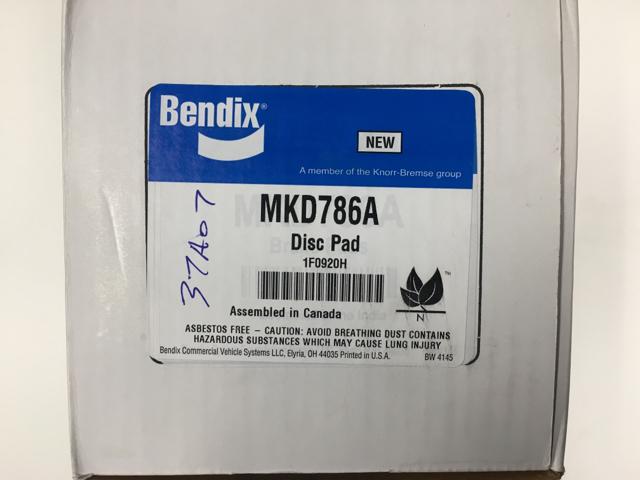 Bendix®
NEW
A member of the Knorr-Bremse group
37A07
MKD786A
Disc Pad
1F0920H
Assembled in Canada
TM
N
ASBESTOS FREE – CAUTION: AVOID BREATHING DUST CONTAINS
HAZARDOUS SUBSTANCES WHICH MAY CAUSE LUNG INJURY
Bendix Commercial Vehicle Systems LLC, Elyria, OH 44035 Printed in U.S.A.
BW 4145